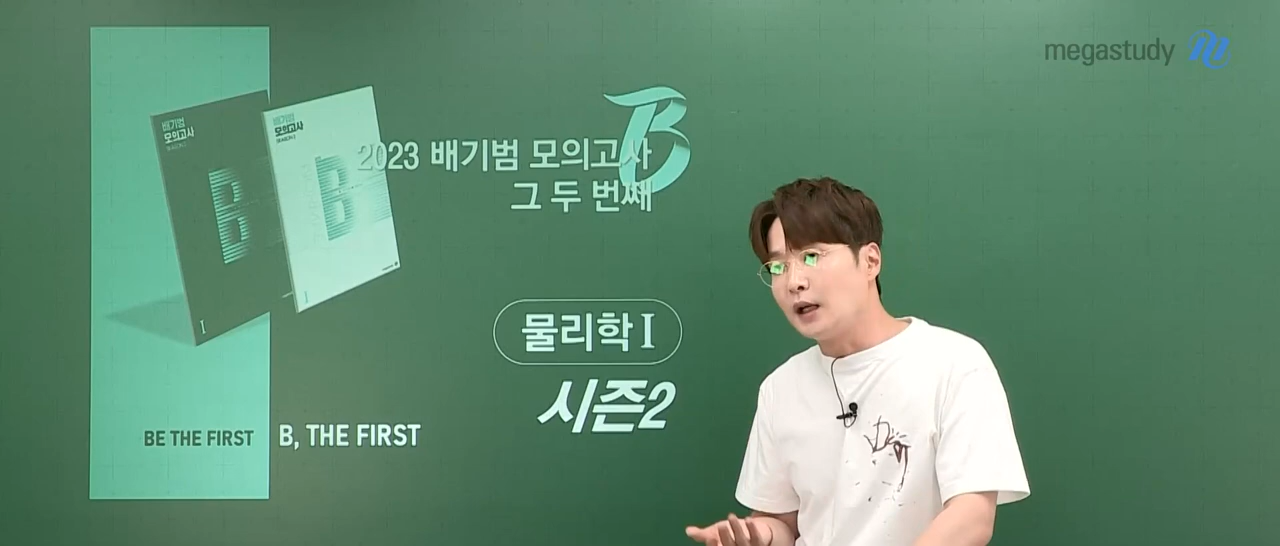 megastudy
배기범
모의고사
배기범
모의고사
B
B
I
I
B
2023 배기범 모의고사
그 두 번째
물리학 I
시즌2
BE THE FIRST
B, THE FIRST